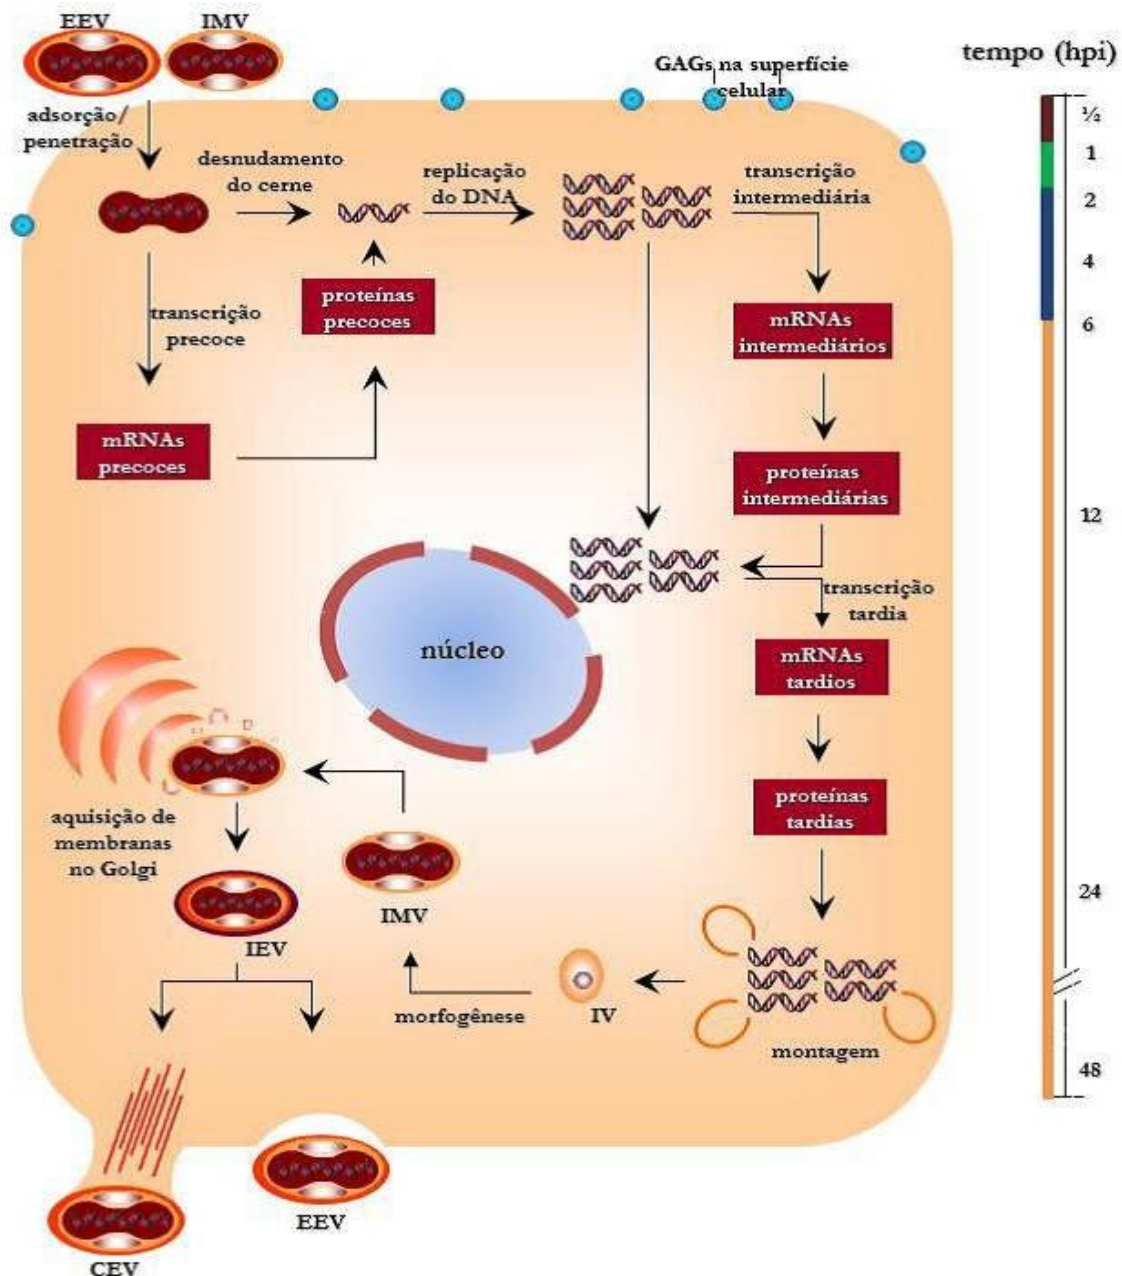 EEV
IMV
tempo (hpi)
GAGs na superfície
celular
adsorção/
penetração
desnudamento
do cerne
replicação
do DNA
transcrição
intermediária
½
1
2
4
6
12
24
48
proteínas
precoces
transcrição
precoce
mRNAs
precoces
mRNAs
intermediários
proteínas
intermediárias
transcrição
tardia
mRNAs
tardios
proteínas
tardias
núcleo
aquisição de
membranas
no Golgi
IMV
IEV
morfogênese
IV
montagem
EEV
CEV